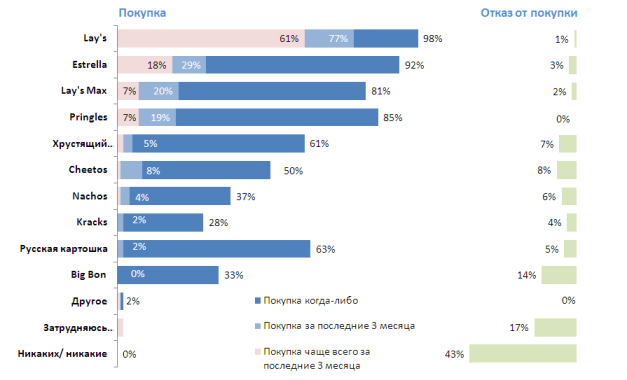 Покупка Отказ от покупки
Lay's 61% 77% 98% 1%
Estrella 18% 29% 92% 3%
Lay's Max 7% 20% 81% 2%
Pringles 7% 19% 85% 0%
Хрустящий.. 5% 61% 7%
Cheetos 8% 50% 8%
Nachos 4% 37% 6%
Kracks 2% 28% 4%
Русская картошка 2% 63% 5%
Big Bon 0% 33% 14%
Другое 2% Покупка когда-либо 0%
Затрудняюсь.. Покупка за последние 3 месяца 17%
Никаких/ никакие 0% Покупка чаще всего за 43%
последние 3 месяца